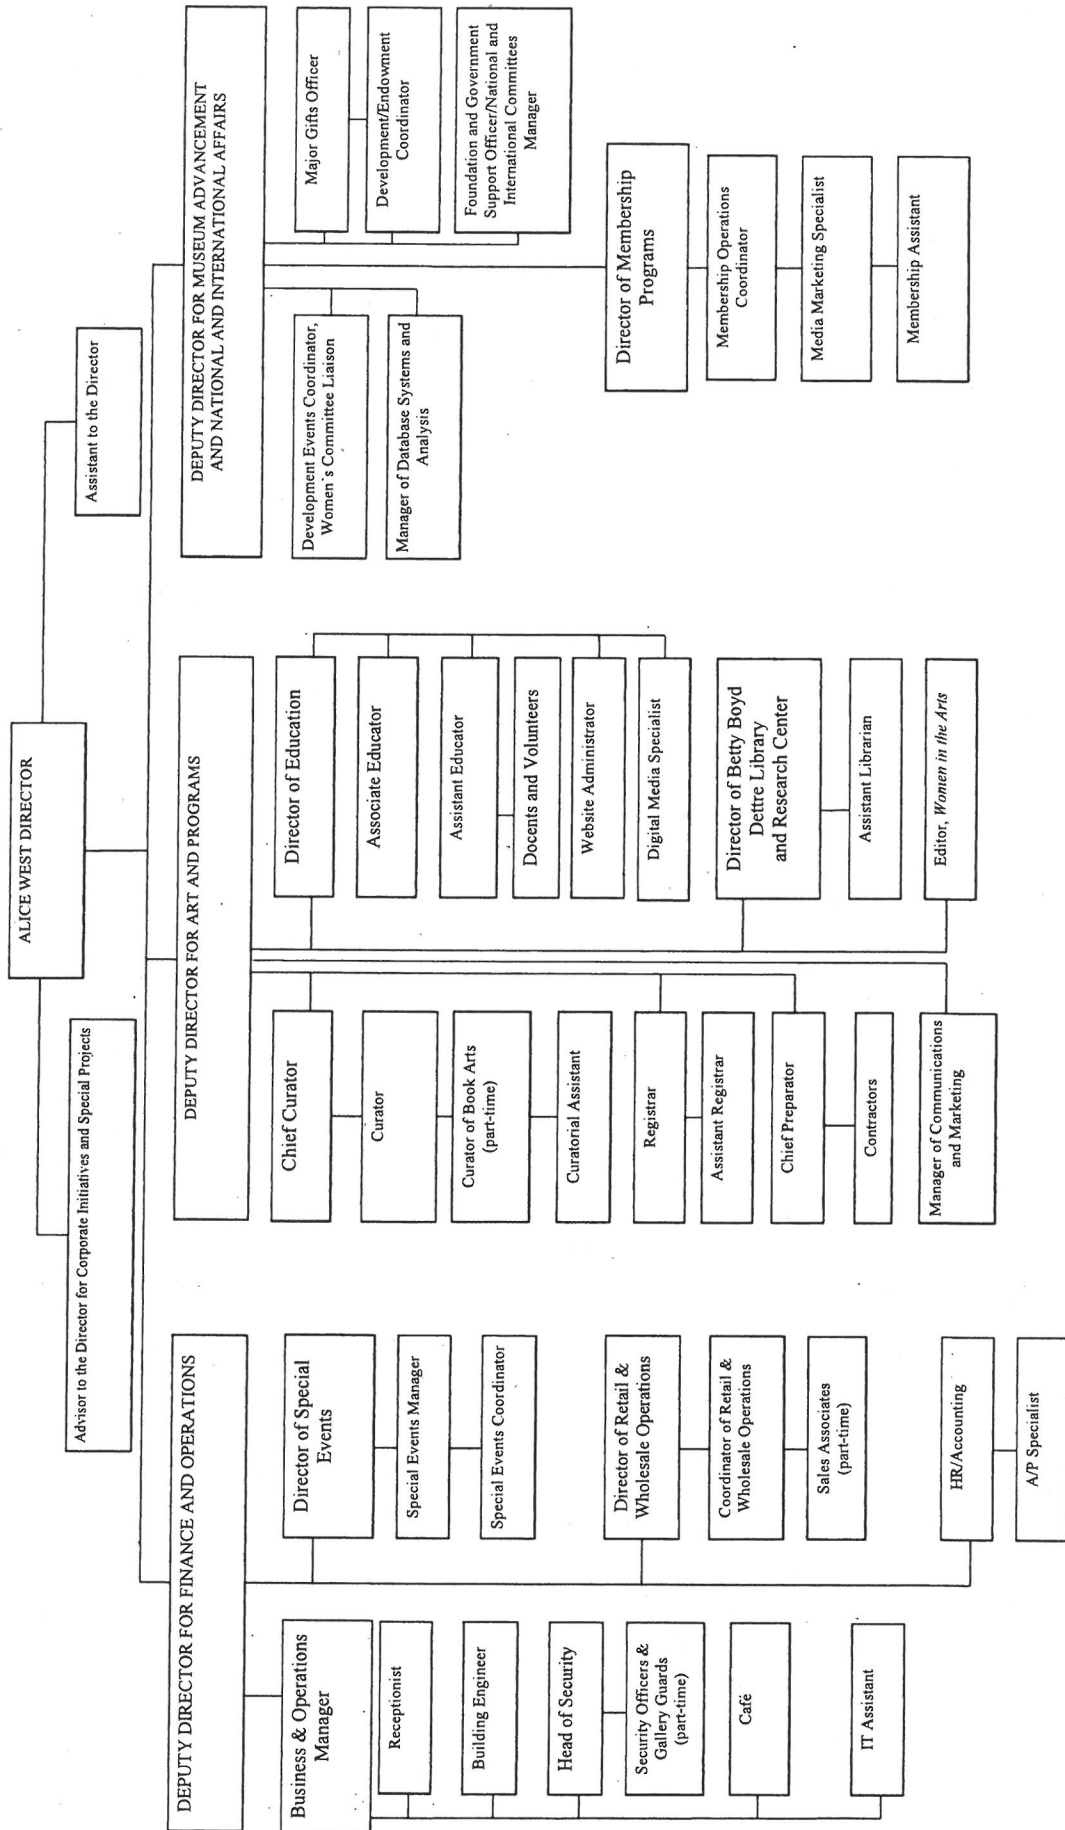 ALICE WEST DIRECTOR
Advisor to the Director for Corporate Initiatives and Special Projects
Assistant to the Director
DEPUTY DIRECTOR FOR FINANCE AND OPERATIONS
Business & Operations
Manager
Receptionist
Building Engineer
Head of Security
Security Officers &
Gallery Guards
(part-time)
Café
IT Assistant
Director of Special
Events
Special Events Manager
Special Events Coordinator
Director of Retail &
Wholesale Operations
Coordinator of Retail &
Wholesale Operations
Sales Associates
(part-time)
HR/Accounting
A/P Specialist
DEPUTY DIRECTOR FOR ART AND PROGRAMS
Chief Curator
Curator
Curator of Book Arts
(part-time)
Curatorial Assistant
Registrar
Assistant Registrar
Chief Preparator
Contractors
Manager of Communications
and Marketing
Director of Education
Associate Educator
Assistant Educator
Docents and Volunteers
Website Administrator
Digital Media Specialist
Director of Betty Boyd
Dettre Library
and Research Center
Assistant Librarian
Editor, Women in the Arts
DEPUTY DIRECTOR FOR MUSEUM ADVANCEMENT
AND NATIONAL AND INTERNATIONAL AFFAIRS
Development Events Coordinator,
Women`s Committee Liaison
Manager of Database Systems and
Analysis
Major Gifts Officer
Development/Endowment
Coordinator
Foundation and Government
Support Officer/National and
International Committees
Manager
Director of Membership
Programs
Membership Operations
Coordinator
Media Marketing Specialist
Membership Assistant